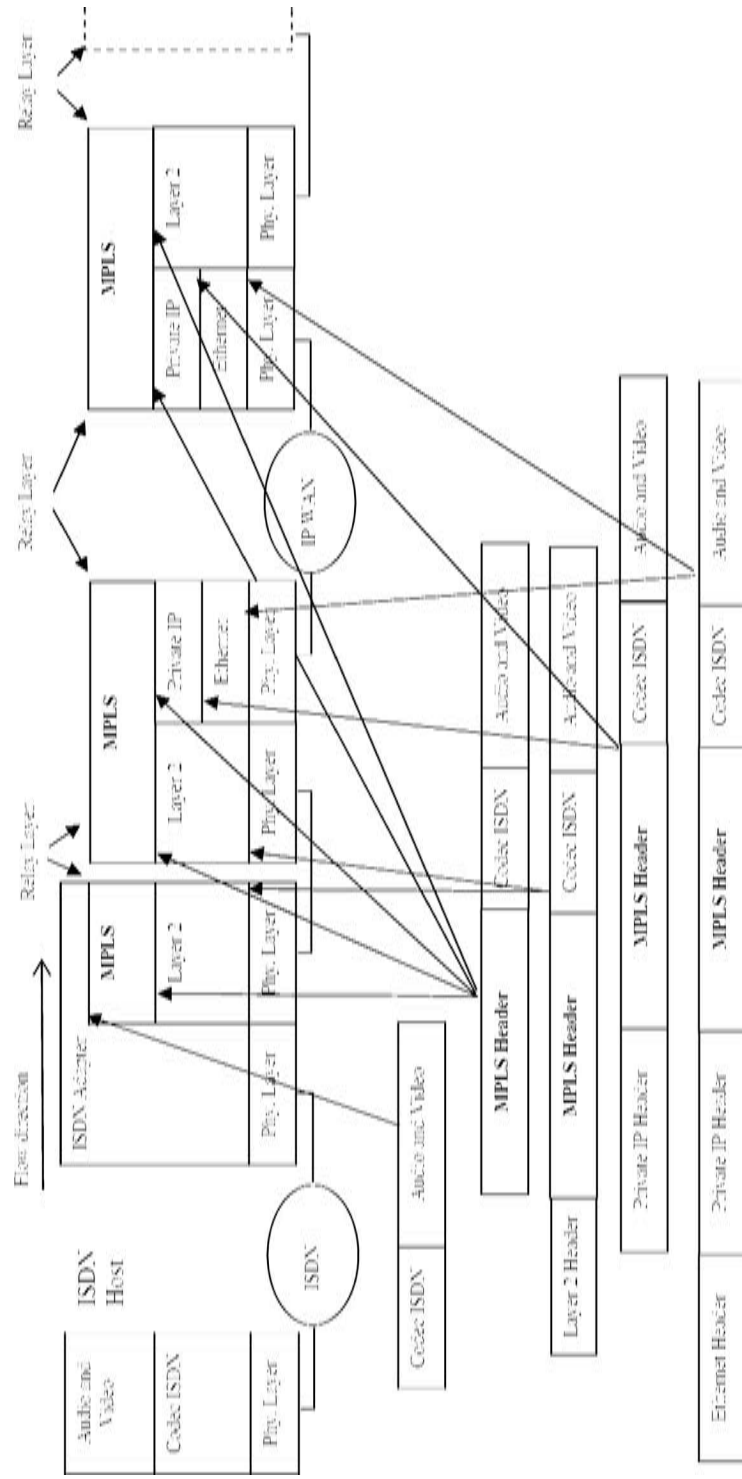 Flow direction
Relay Layer
Relay Layer
Relay Layer
ISDN
Host
Audio and
Video
Codec ISDN
Phy. Layer
ISDN
ISDN Adapter
MPLS
Layer 2
Phy. Layer
Phy. Layer
MPLS
Layer 2
Private IP
Ethernet
Phy. Layer
Phy. Layer
IP WAN
MPLS
Private IP
Ethernet
Layer 2
Phy. Layer
Phy. Layer
Codec ISDN
Audio and Video
MPLS Header
Codec ISDN
Audio and Video
Layer 2 Header
MPLS Header
Codec ISDN
Audio and Video
Private IP Header
MPLS Header
Codec ISDN
Audio and Video
Ethernet Header
Private IP Header
MPLS Header
Codec ISDN
Audio and Video